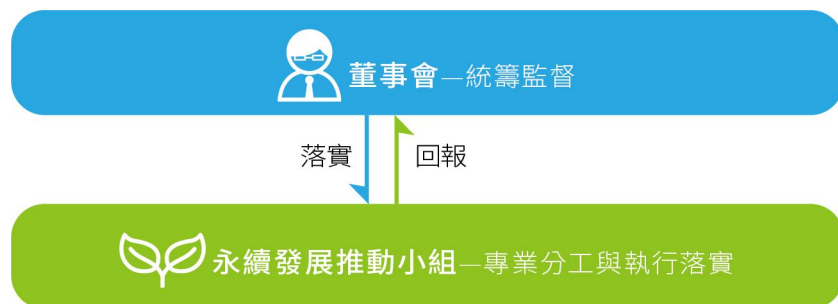 董事會—統籌監督
落實
回報
永續發展推動小組—專業分工與執行落實